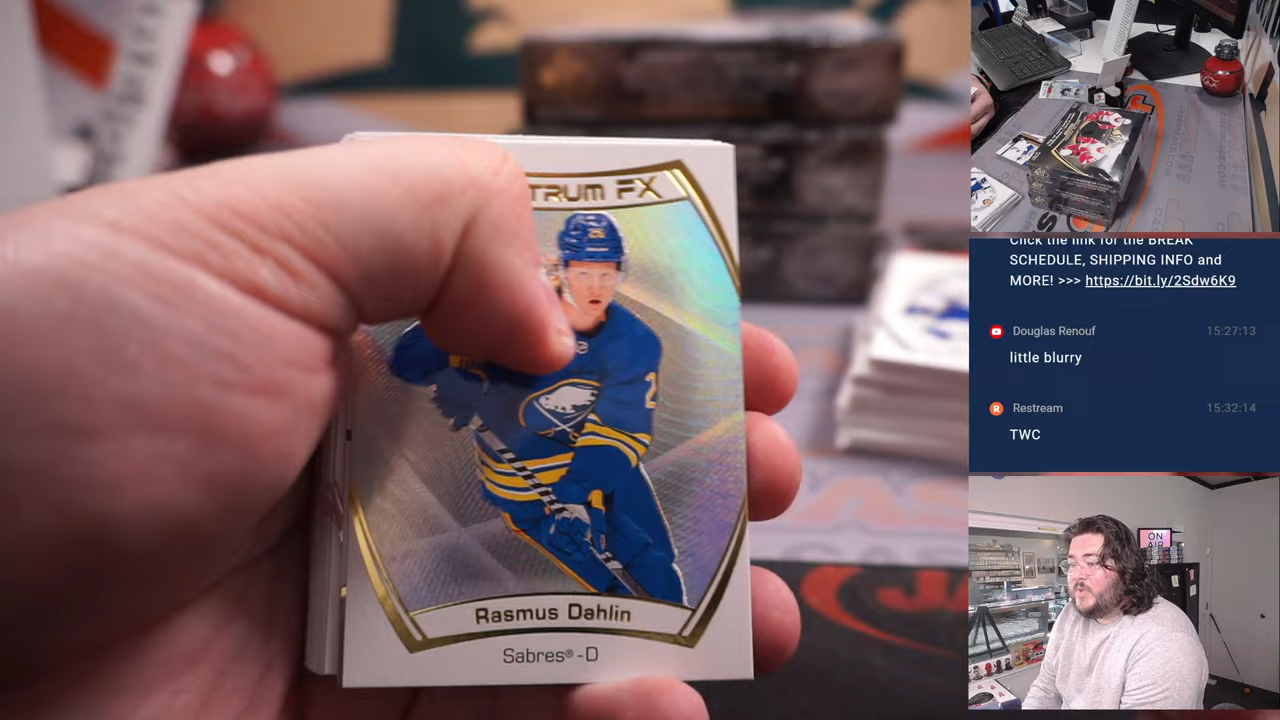 TRUM FX
Rasmus Dahlin
Sabres® - D
Click the link for the BREAK
SCHEDULE, SHIPPING INFO and
MORE! >>> https://bit.ly/2Sdw6K9
Douglas Renouf 15:27:13
little blurry
Restream 15:32:14
TWC
ON
AIR